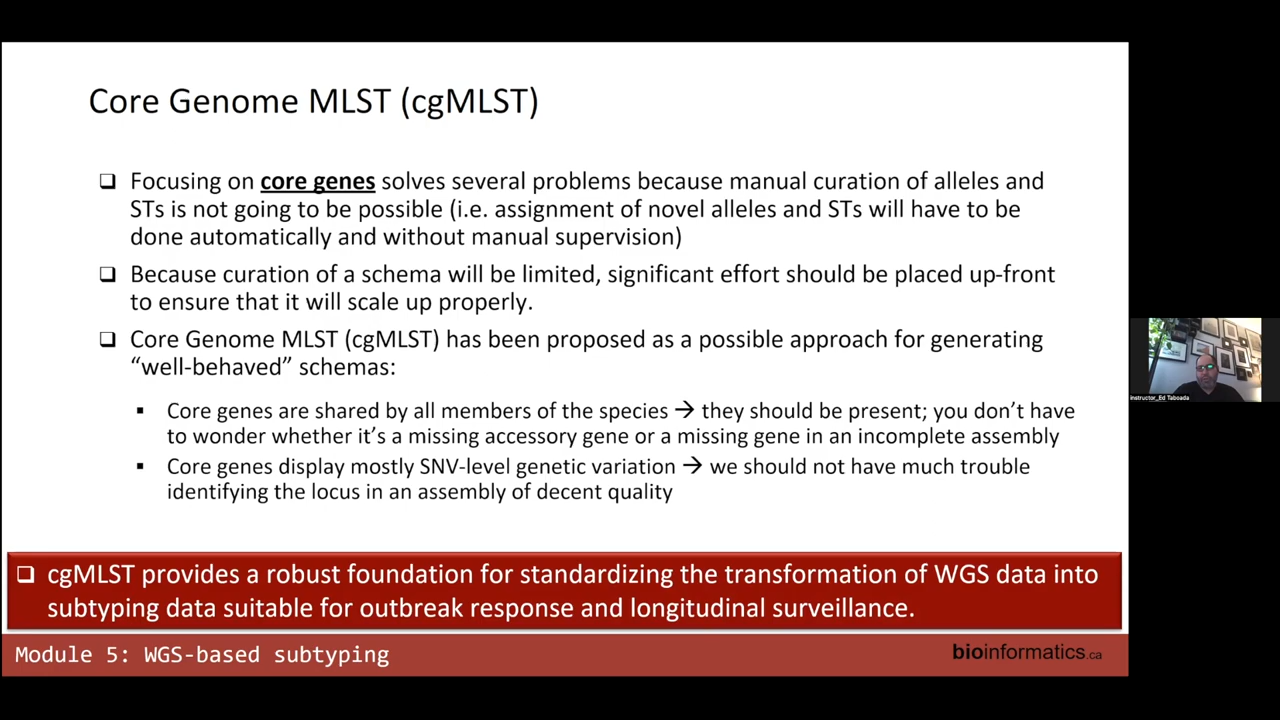 Core Genome MLST (cgMLST)
❑ Focusing on core genes solves several problems because manual curation of alleles and
STs is not going to be possible (i.e. assignment of novel alleles and STs will have to be
done automatically and without manual supervision)
❑ Because curation of a schema will be limited, significant effort should be placed up-front
to ensure that it will scale up properly.
❑ Core Genome MLST (cgMLST) has been proposed as a possible approach for generating
“well-behaved” schemas:
▪ Core genes are shared by all members of the species → they should be present; you don’t have
to wonder whether it’s a missing accessory gene or a missing gene in an incomplete assembly
▪ Core genes display mostly SNV-level genetic variation → we should not have much trouble
identifying the locus in an assembly of decent quality
❑ cgMLST provides a robust foundation for standardizing the transformation of WGS data into
subtyping data suitable for outbreak response and longitudinal surveillance.
Module 5: WGS-based subtyping
bioinformatics.ca
instructor_Ed Taboada